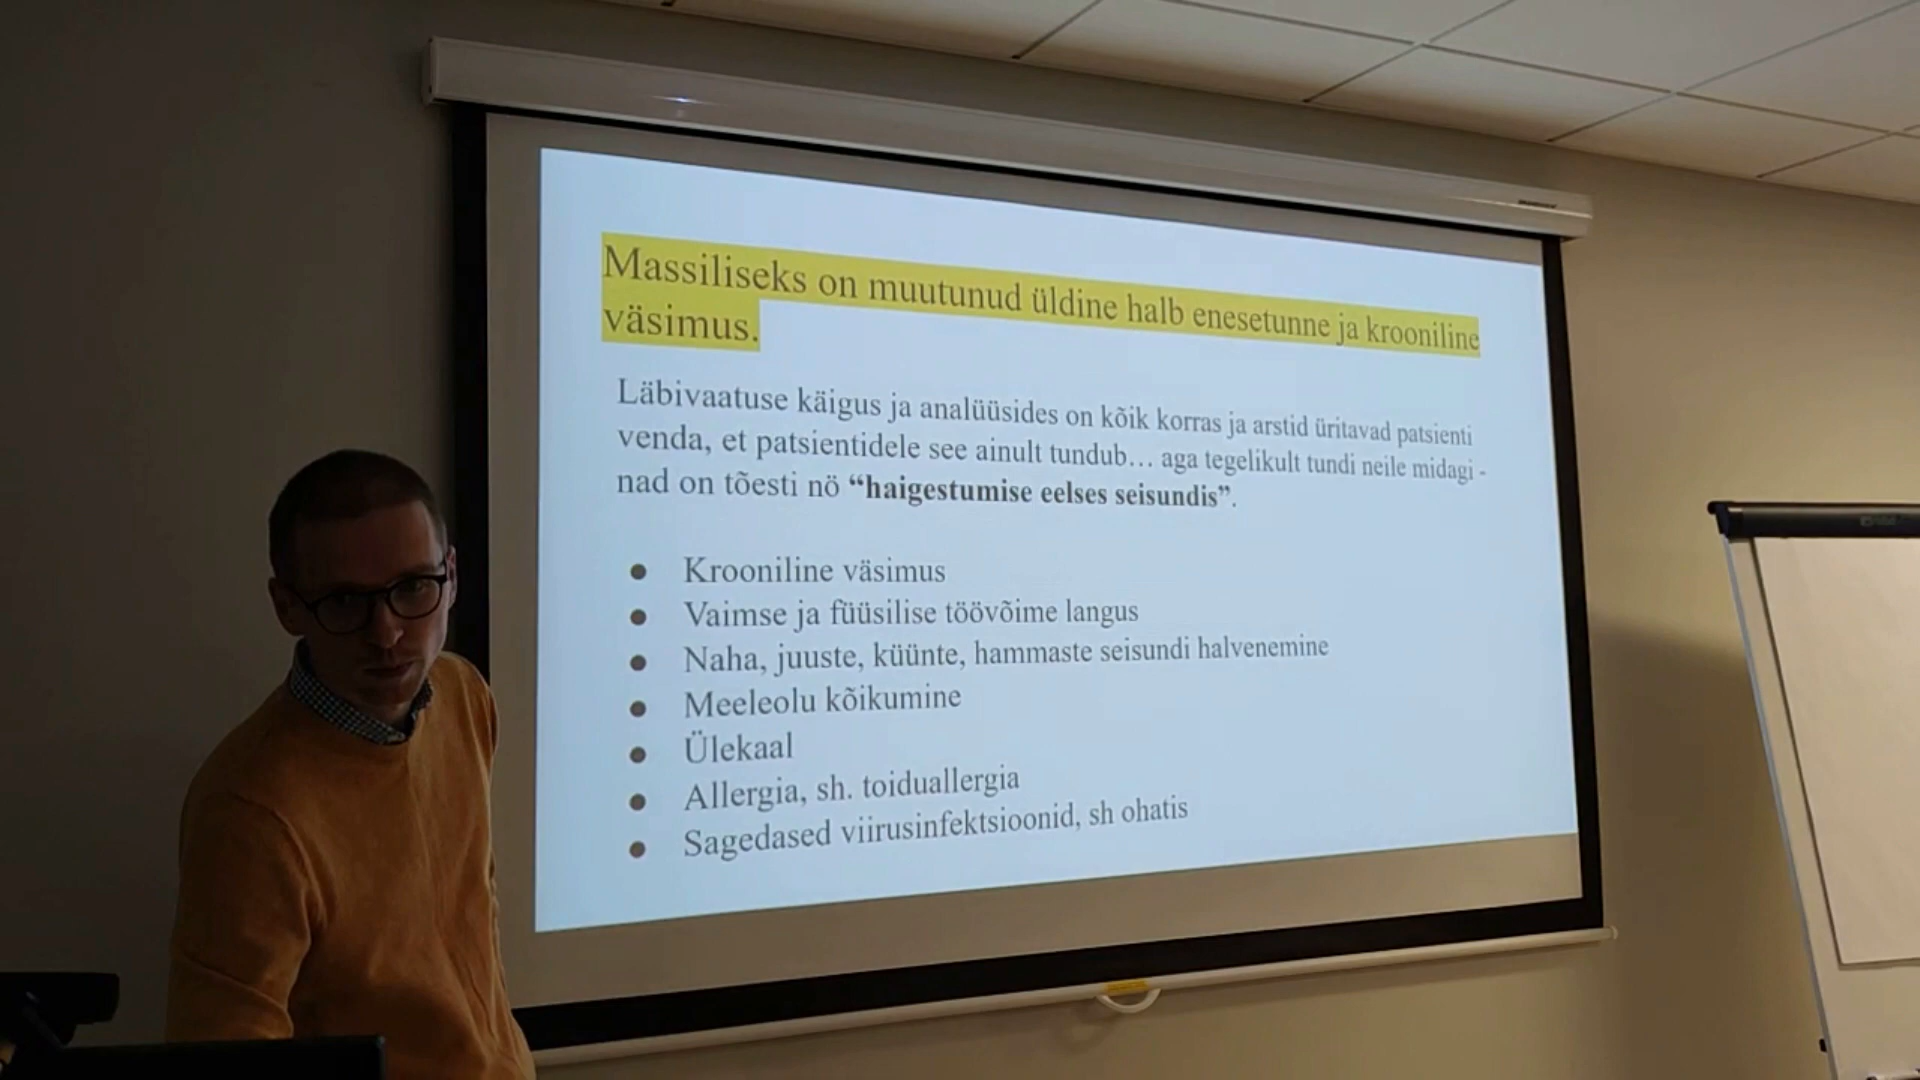 Massiliseks on muutunud üldine halb enesetunne ja krooniline
väsimus.
Läbivaatuse käigus ja analüüsides on kõik korras ja arstid üritavad patsienti
venda, et patsientidele see ainult tundub... aga tegelikult tundi neile midagi -
nad on tõesti nö “haigestumise eelses seisundis”.
● Krooniline väsimus
● Vaimse ja füüsilise töövõime langus
● Naha, juuste, küünte, hammaste seisundi halvenemine
● Meeleolu kõikumine
● Ülekaal
● Allergia, sh. toiduallergia
● Sagedased viirusinfektsioonid, sh ohatis